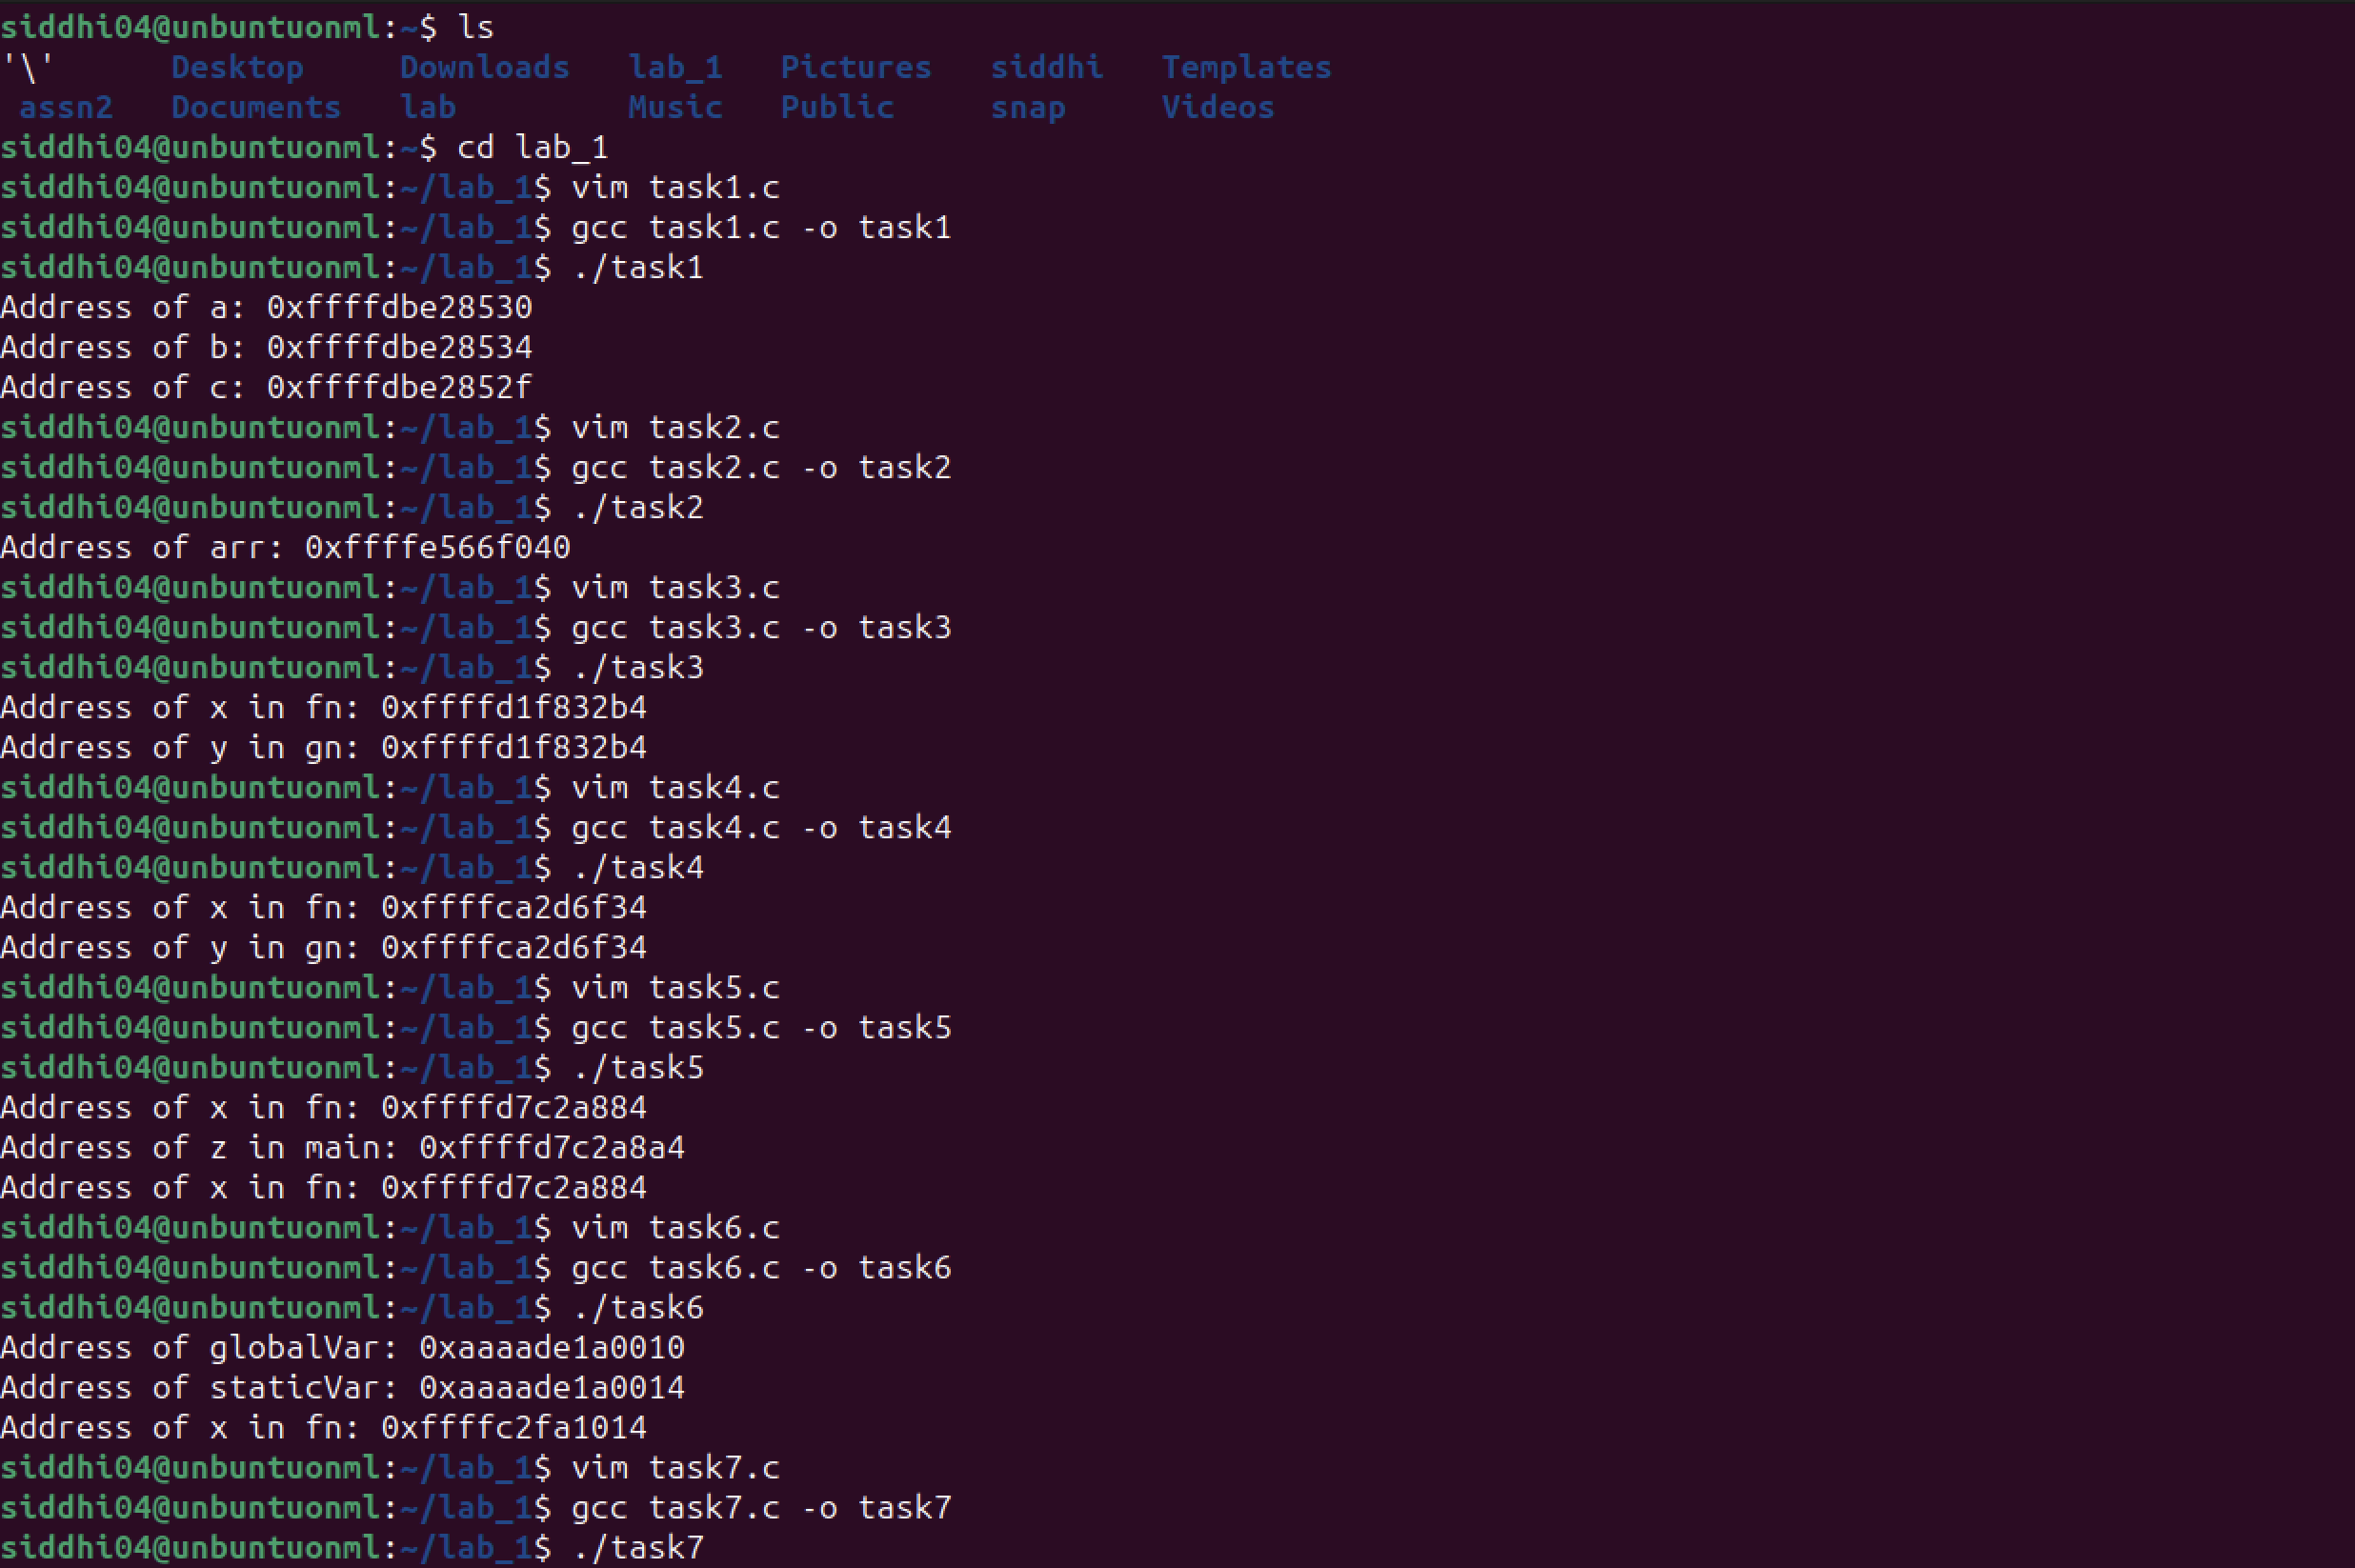 siddhi04@unbuntuonml:~$ ls
'\'      Desktop     Downloads   lab_1   Pictures   siddhi   Templates
 assn2   Documents   lab         Music   Public     snap     Videos
siddhi04@unbuntuonml:~$ cd lab_1
siddhi04@unbuntuonml:~/lab_1$ vim task1.c
siddhi04@unbuntuonml:~/lab_1$ gcc task1.c -o task1
siddhi04@unbuntuonml:~/lab_1$ ./task1
Address of a: 0xffffdbe28530
Address of b: 0xffffdbe28534
Address of c: 0xffffdbe2852f
siddhi04@unbuntuonml:~/lab_1$ vim task2.c
siddhi04@unbuntuonml:~/lab_1$ gcc task2.c -o task2
siddhi04@unbuntuonml:~/lab_1$ ./task2
Address of arr: 0xffffe566f040
siddhi04@unbuntuonml:~/lab_1$ vim task3.c
siddhi04@unbuntuonml:~/lab_1$ gcc task3.c -o task3
siddhi04@unbuntuonml:~/lab_1$ ./task3
Address of x in fn: 0xffffd1f832b4
Address of y in gn: 0xffffd1f832b4
siddhi04@unbuntuonml:~/lab_1$ vim task4.c
siddhi04@unbuntuonml:~/lab_1$ gcc task4.c -o task4
siddhi04@unbuntuonml:~/lab_1$ ./task4
Address of x in fn: 0xffffca2d6f34
Address of y in gn: 0xffffca2d6f34
siddhi04@unbuntuonml:~/lab_1$ vim task5.c
siddhi04@unbuntuonml:~/lab_1$ gcc task5.c -o task5
siddhi04@unbuntuonml:~/lab_1$ ./task5
Address of x in fn: 0xffffd7c2a884
Address of z in main: 0xffffd7c2a8a4
Address of x in fn: 0xffffd7c2a884
siddhi04@unbuntuonml:~/lab_1$ vim task6.c
siddhi04@unbuntuonml:~/lab_1$ gcc task6.c -o task6
siddhi04@unbuntuonml:~/lab_1$ ./task6
Address of globalVar: 0xaaaade1a0010
Address of staticVar: 0xaaaade1a0014
Address of x in fn: 0xffffc2fa1014
siddhi04@unbuntuonml:~/lab_1$ vim task7.c
siddhi04@unbuntuonml:~/lab_1$ gcc task7.c -o task7
siddhi04@unbuntuonml:~/lab_1$ ./task7